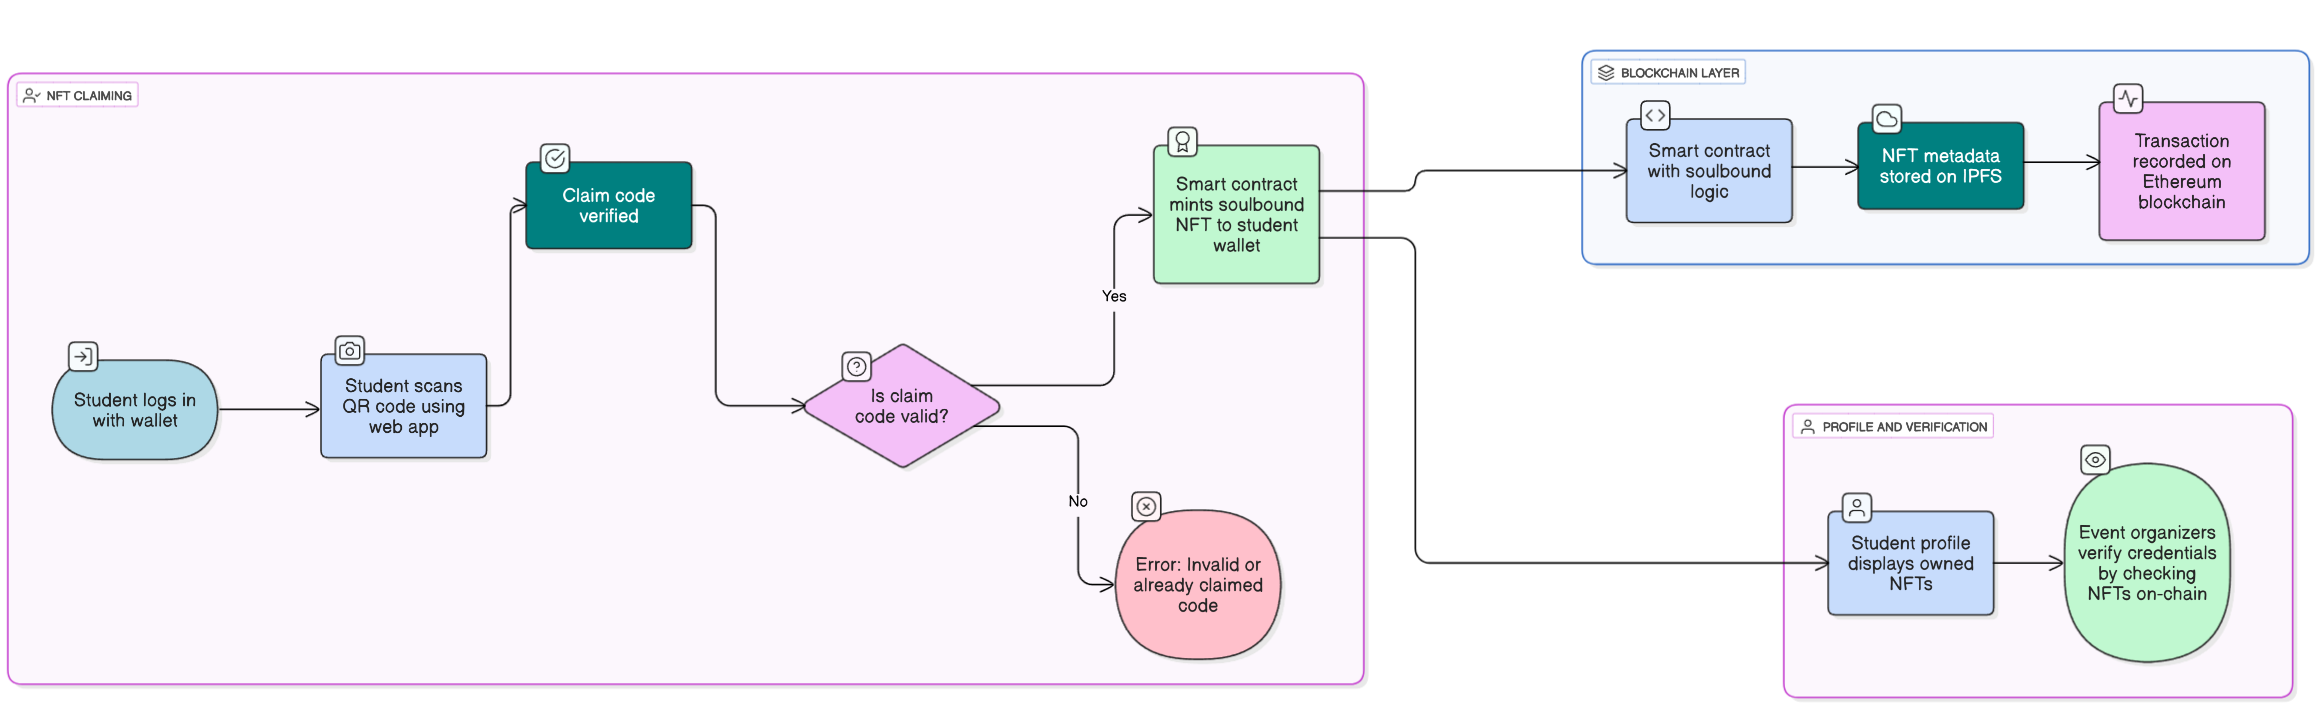 NFT CLAIMING
Student logs in
with wallet
Student scans
QR code using
web app
Claim code
verified
Is claim
code valid?
Yes
No
Smart contract
mints soulbound
NFT to student
wallet
Error: Invalid or
already claimed
code
BLOCKCHAIN LAYER
Smart contract
with soulbound
logic
NFT metadata
stored on IPFS
Transaction
recorded on
Ethereum
blockchain
PROFILE AND VERIFICATION
Student profile
displays owned
NFTs
Event organizers
verify credentials
by checking
NFTs on-chain